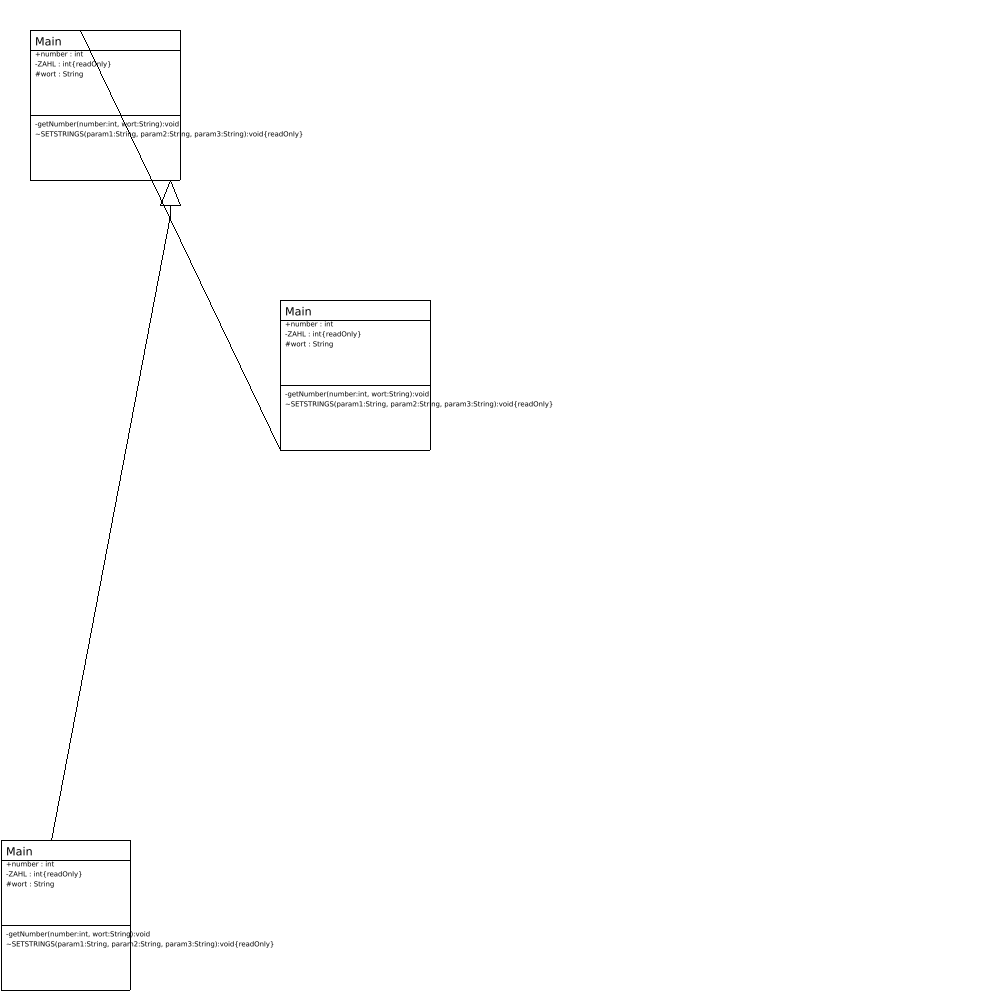 Main
+number : int
-ZAHL : int{readOnly}
#wort : String
-getNumber(number:int, wort:String):void
~SETSTRINGS(param1:String, param2:String, param3:String):void{readOnly}
Main
+number : int
-ZAHL : int{readOnly}
#wort : String
-getNumber(number:int, wort:String):void
~SETSTRINGS(param1:String, param2:String, param3:String):void{readOnly}
Main
+number : int
-ZAHL : int{readOnly}
#wort : String
-getNumber(number:int, wort:String):void
~SETSTRINGS(param1:String, param2:String, param3:String):void{readOnly}